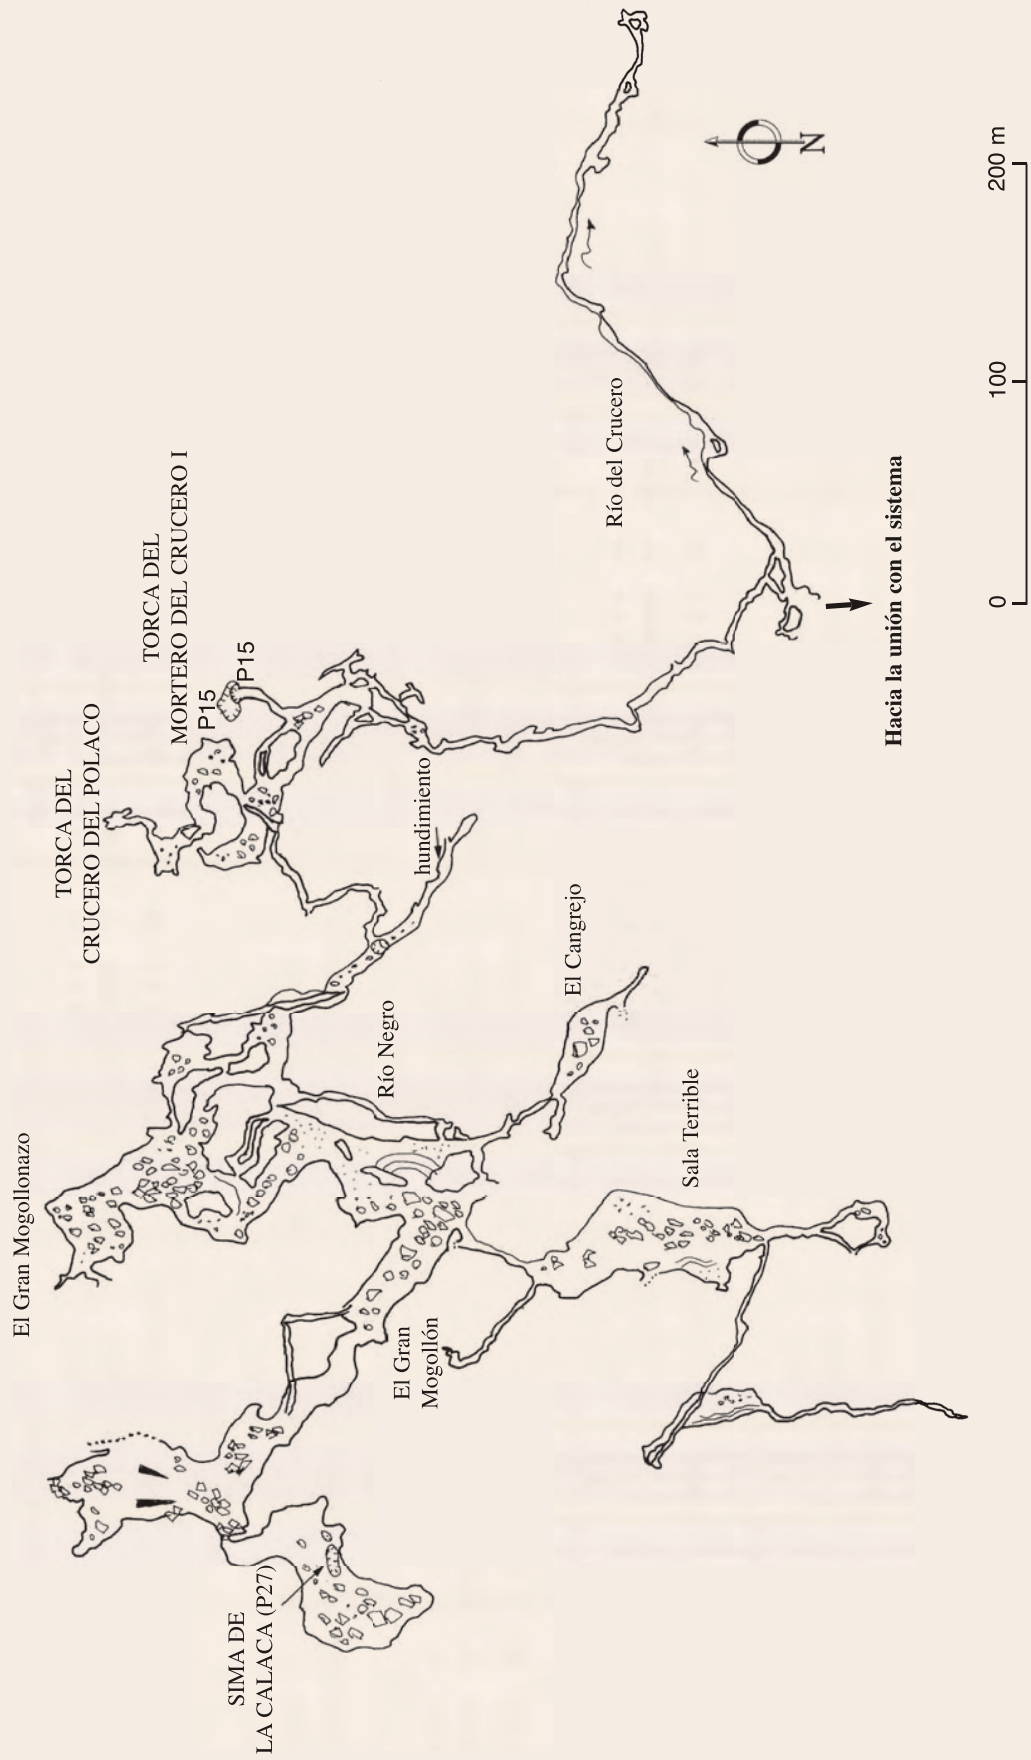 El Gran Mogollonazo
TORCA DEL
CRUCERO DEL POLACO
TORCA DEL
MORTERO DEL CRUCERO I
P15
P15
SIMA DE
LA CALACA (P27)
Río Negro
hundimiento
El Gran
Mogollón
El Cangrejo
Río del Crucero
Sala Terrible
N
Hacia la unión con el sistema
0
100
200 m